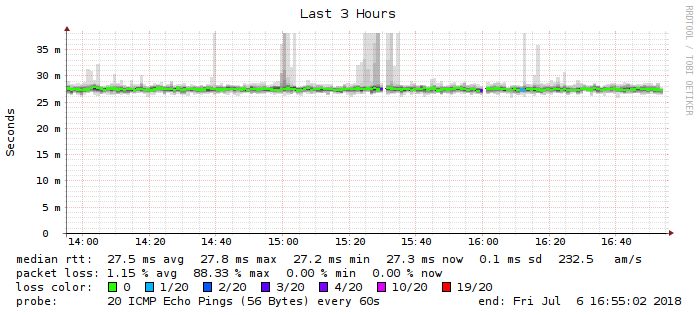 Last 3 Hours
RRDTOOL / TOBI OETIKER
Seconds
35 m
30 m
25 m
20 m
15 m
10 m
5 m
0
14:00 14:20 14:40 15:00 15:20 15:40 16:00 16:20 16:40
median rtt: 27.5 ms avg 27.8 ms max 27.2 ms min 27.3 ms now 0.1 ms sd 232.5 am/s
packet loss: 1.15 % avg 88.33 % max 0.00 % min 0.00 % now
loss color: 0 1/20 2/20 3/20 4/20 10/20 19/20
probe: 20 ICMP Echo Pings (56 Bytes) every 60s end: Fri Jul 6 16:55:02 2018